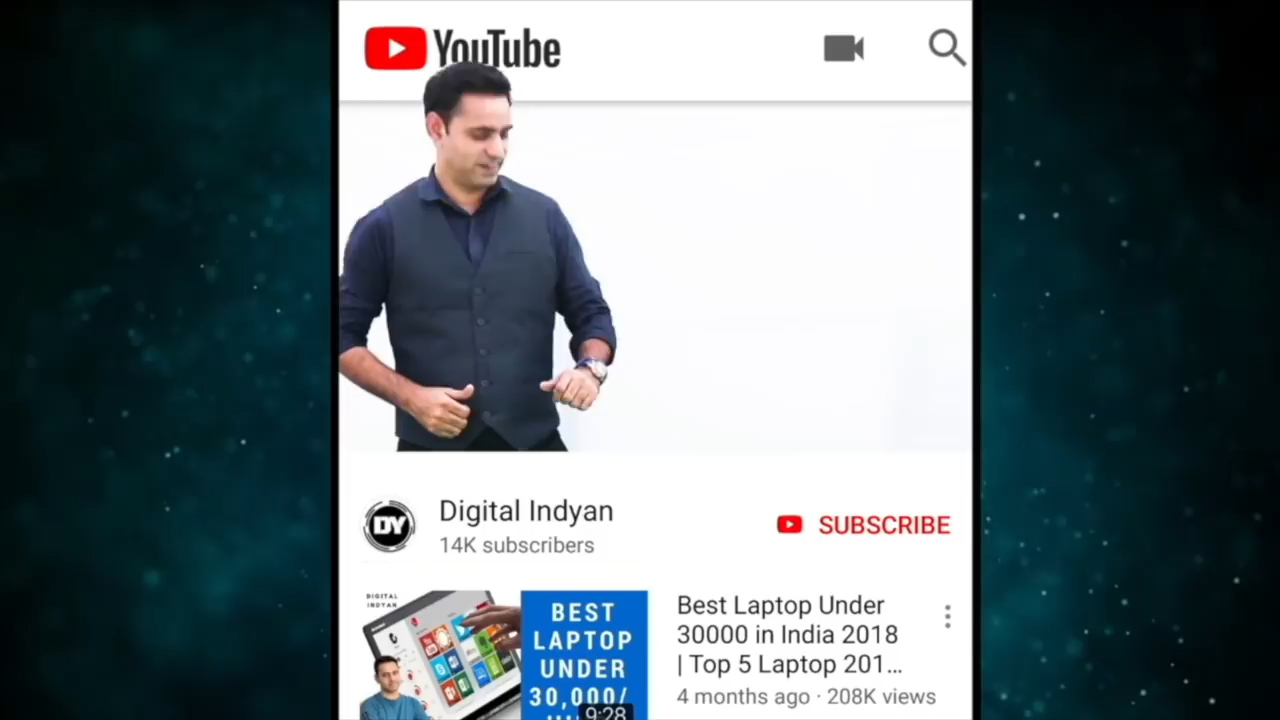 YouTube
DY
Digital Indyan
14K subscribers
SUBSCRIBE
DIGITAL
INDYAN
BEST
LAPTOP
UNDER
30,000/
9:28
Best Laptop Under
30000 in India 2018
| Top 5 Laptop 201...
4 months ago · 208K views